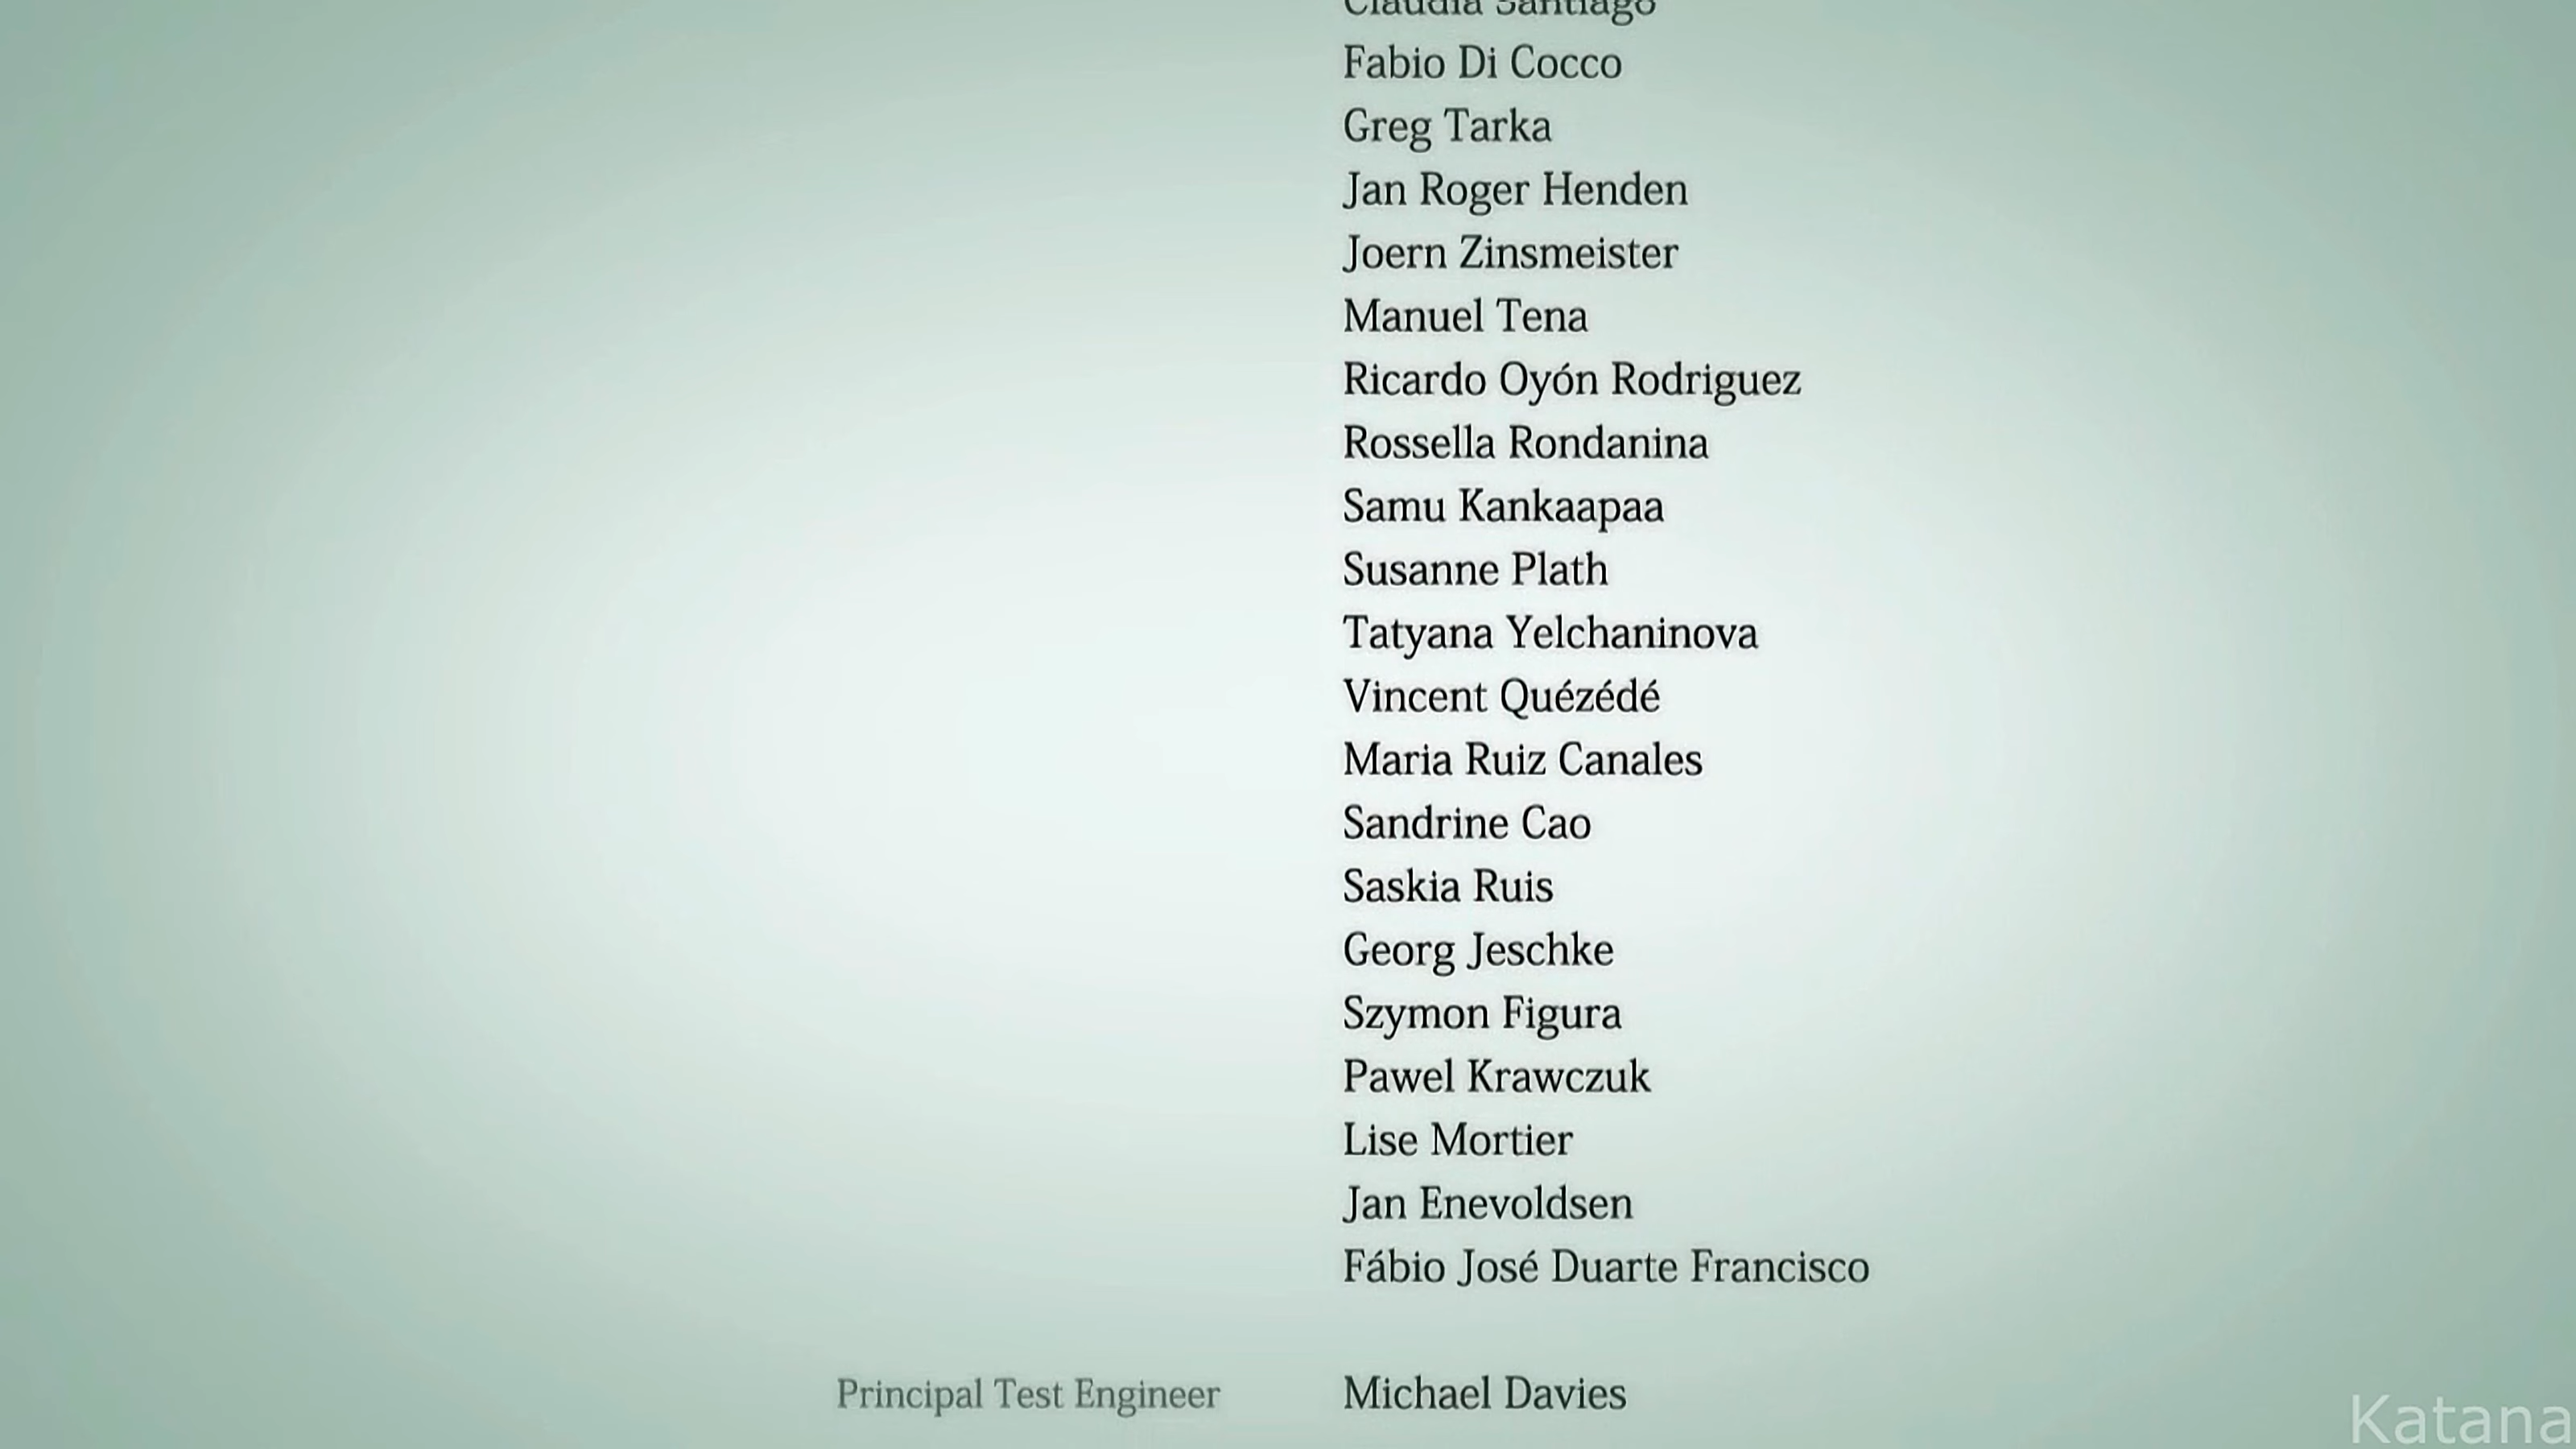 Claudia Santiago
Fabio Di Cocco
Greg Tarka
Jan Roger Henden
Joern Zinsmeister
Manuel Tena
Ricardo Oyón Rodriguez
Rossella Rondanina
Samu Kankaapaa
Susanne Plath
Tatyana Yelchaninova
Vincent Quézédé
Maria Ruiz Canales
Sandrine Cao
Saskia Ruis
Georg Jeschke
Szymon Figura
Pawel Krawczuk
Lise Mortier
Jan Enevoldsen
Fábio José Duarte Francisco
Principal Test Engineer Michael Davies
Katana